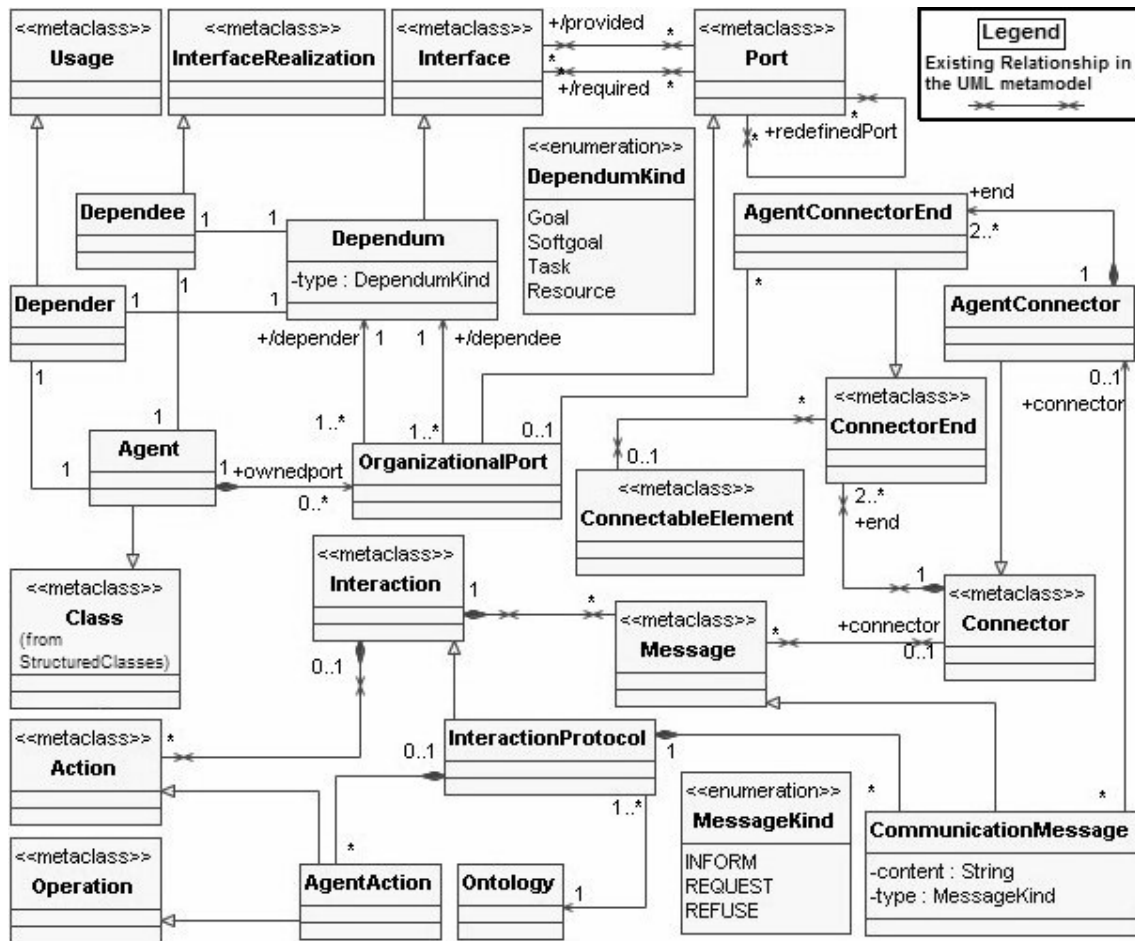 <<metaclass>>
Usage
<<metaclass>>
InterfaceRealization
<<metaclass>>
Interface
+/provided
*
*
+/required
*
*
<<metaclass>>
Port
*
+redefinedPort
*
Legend
Existing Relationship in
the UML metamodel
<<enumeration>>
DependumKind
Goal
Softgoal
Task
Resource
Dependee
1
1
1
Dependum
-type : DependumKind
Depender
1
1
1
AgentConnectorEnd
*
+end
2..*
1
AgentConnector
0..1
+connector
+/depender
1
1
+/dependee
1..*
1..*
0..1
1
1
Agent
1
+ownedport
0..*
OrganizationalPort
<<metaclass>>
ConnectorEnd
*
0..1
2..*
+end
<<metaclass>>
ConnectableElement
<<metaclass>>
Class
(from
StructuredClasses)
<<metaclass>>
Interaction
1
*
0..1
<<metaclass>>
Message
*
+connector
0..1
1
<<metaclass>>
Connector
<<metaclass>>
Action
*
InteractionProtocol
0..1
1
1..*
*
<<metaclass>>
Operation
AgentAction
Ontology
1
<<enumeration>>
MessageKind
INFORM
REQUEST
REFUSE
*
*
CommunicationMessage
-content : String
-type : MessageKind